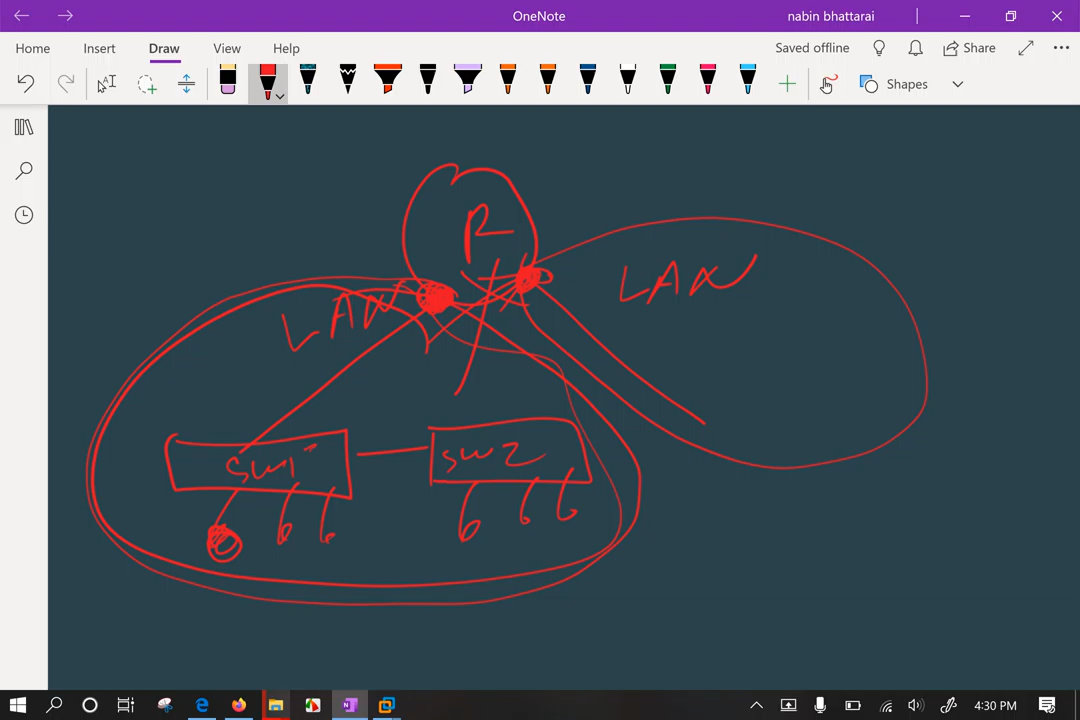 OneNote
nabin bhattarai
Home Insert Draw View Help
Saved offline
Share
Shapes
R
LAN
LAN
SW1
SW2
4:30 PM